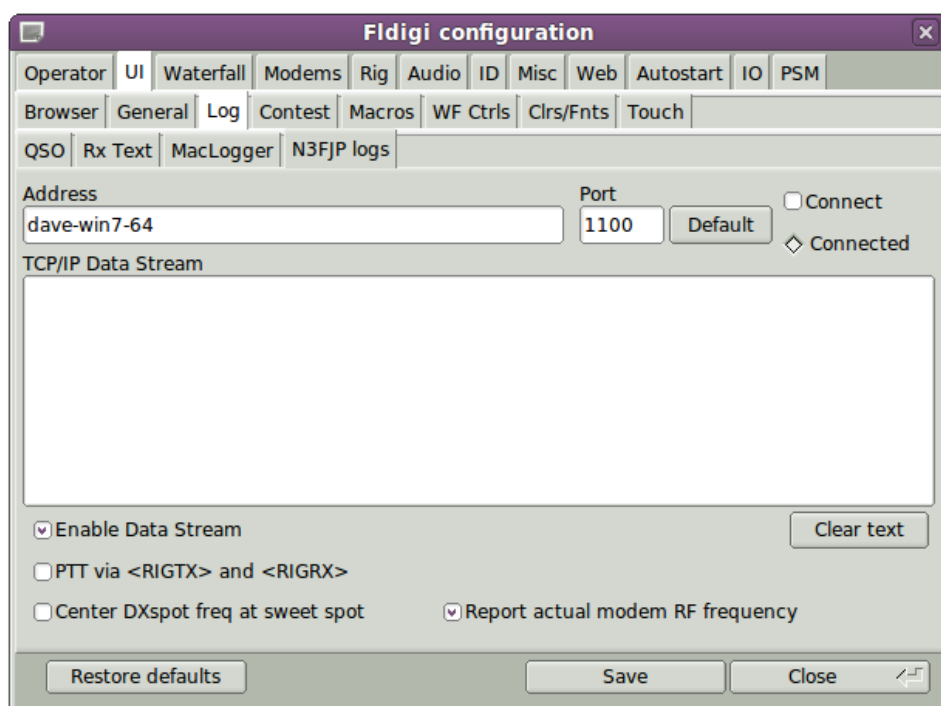 Fldigi configuration
Operator UI Waterfall Modems Rig Audio ID Misc Web Autostart IO PSM
Browser General Log Contest Macros WF Ctrls Clrs/Fnts Touch
QSO Rx Text MacLogger N3FJP logs
Address Port
Connect
dave-win7-64 1100 Default
Connected
TCP/IP Data Stream
Enable Data Stream Clear text
PTT via <RIGTX> and <RIGRX>
Center DXspot freq at sweet spot Report actual modem RF frequency
Restore defaults Save Close